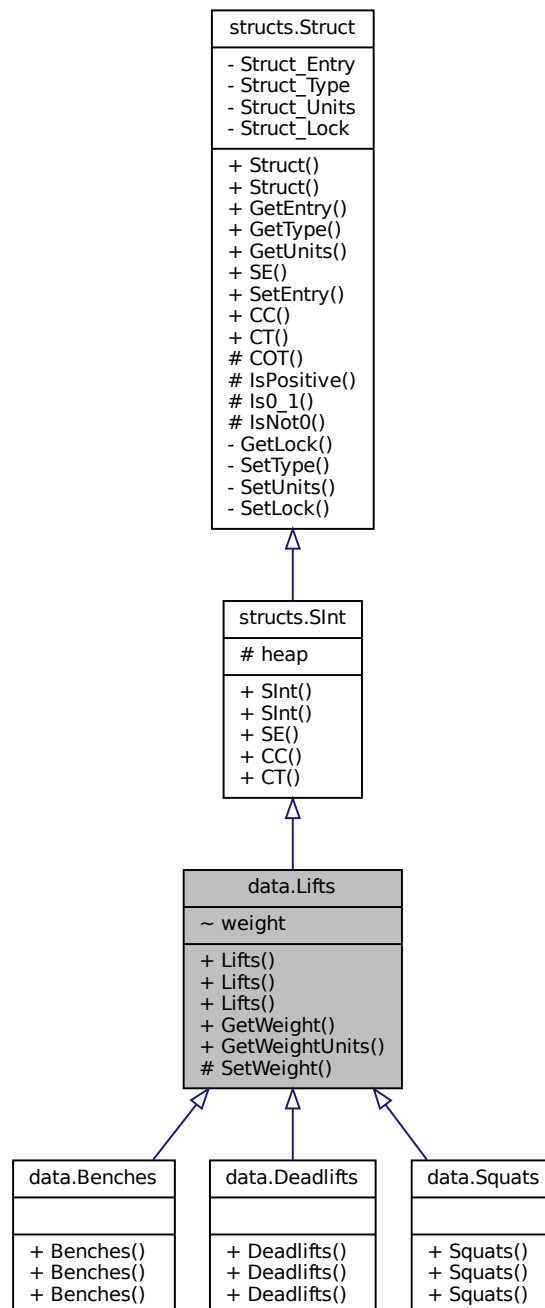 structs.Struct
- Struct_Entry
- Struct_Type
- Struct_Units
- Struct_Lock
+ Struct()
+ Struct()
+ GetEntry()
+ GetType()
+ GetUnits()
+ SE()
+ SetEntry()
+ CC()
+ CT()
# COT()
# IsPositive()
# Is0_1()
# IsNot0()
- GetLock()
- SetType()
- SetUnits()
- SetLock()
structs.SInt
# heap
+ SInt()
+ SInt()
+ SE()
+ CC()
+ CT()
data.Lifts
~ weight
+ Lifts()
+ Lifts()
+ Lifts()
+ GetWeight()
+ GetWeightUnits()
# SetWeight()
data.Benches
+ Benches()
+ Benches()
+ Benches()
data.Deadlifts
+ Deadlifts()
+ Deadlifts()
+ Deadlifts()
data.Squats
+ Squats()
+ Squats()
+ Squats()